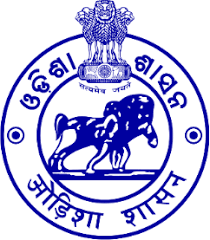 ଓଡ଼ିଶା ଶାସନ
सत्यमेव जयते
ओड़िशा शासन